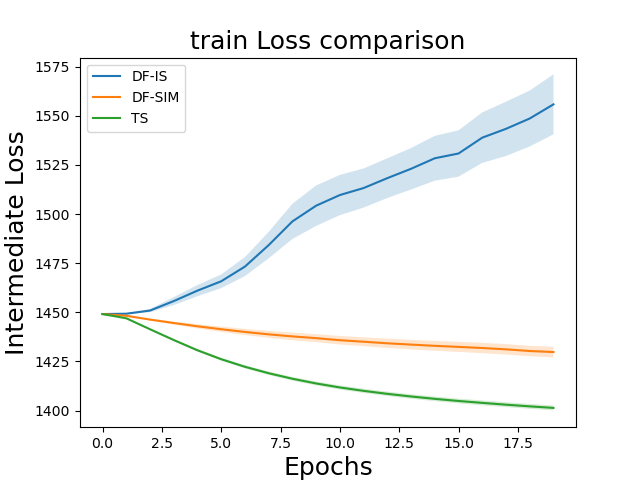 train Loss comparison
DF-IS
DF-SIM
TS
Intermediate Loss
1575
1550
1525
1500
1475
1450
1425
1400
0.0 2.5 5.0 7.5 10.0 12.5 15.0 17.5
Epochs